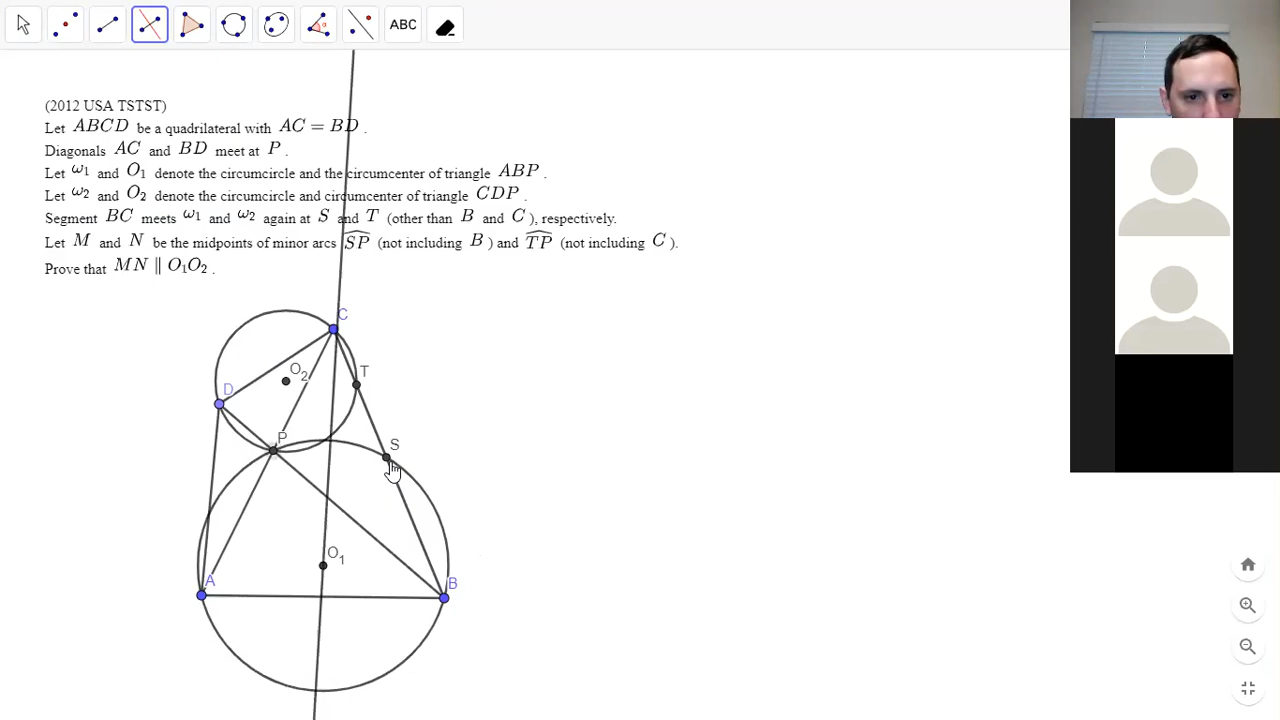 ABC
(2012 USA TSTST)
Let ABCD be a quadrilateral with AC = BD .
Diagonals AC and BD meet at P .
Let ω₁ and O₁ denote the circumcircle and the circumcenter of triangle ABP .
Let ω₂ and O₂ denote the circumcircle and circumcenter of triangle CDP .
Segment BC meets ω₁ and ω₂ again at S and T (other than B and C ), respectively.
Let M and N be the midpoints of minor arcs S͡P (not including B ) and T͡P (not including C ).
Prove that MN ∥ O₁O₂ .
C
O₂
T
D
P
S
O₁
A
B